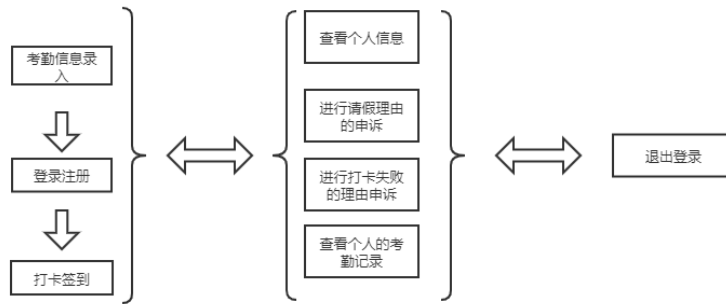 考勤信息录
入
登录注册
打卡签到
查看个人信息
进行请假理由
的申诉
进行打卡失败
的理由申诉
查看个人的考
勤记录
退出登录